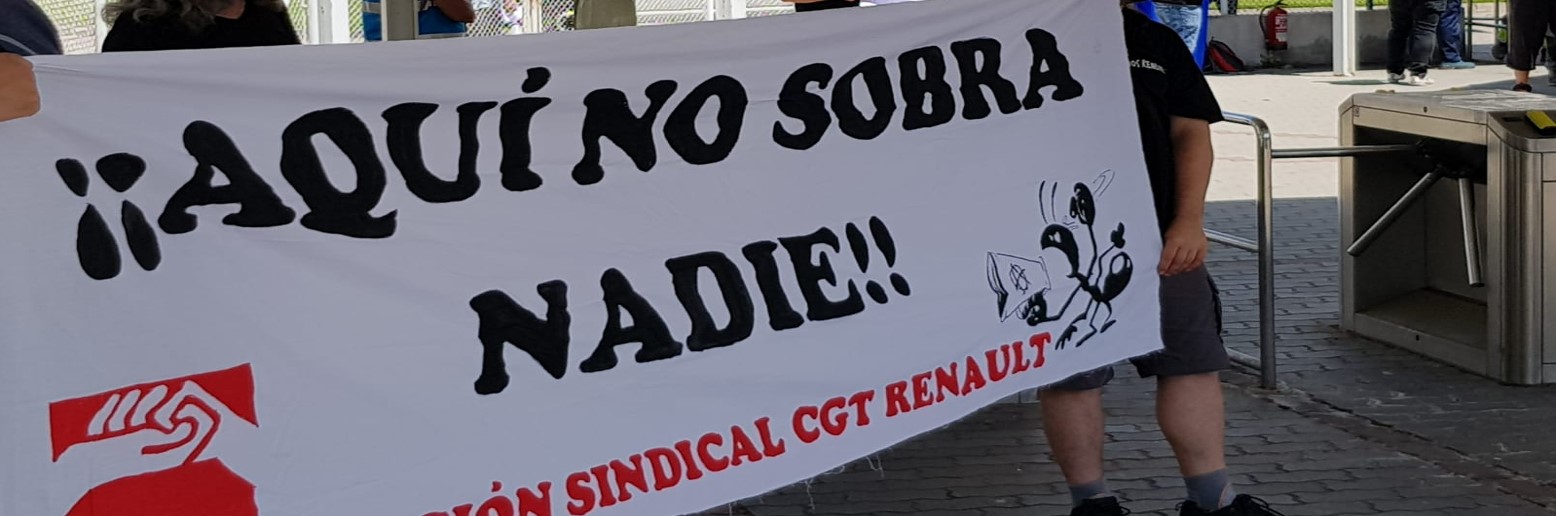 ¡¡AQUÍ NO SOBRA
NADIE!!
SINDICAL CGT RENAULT